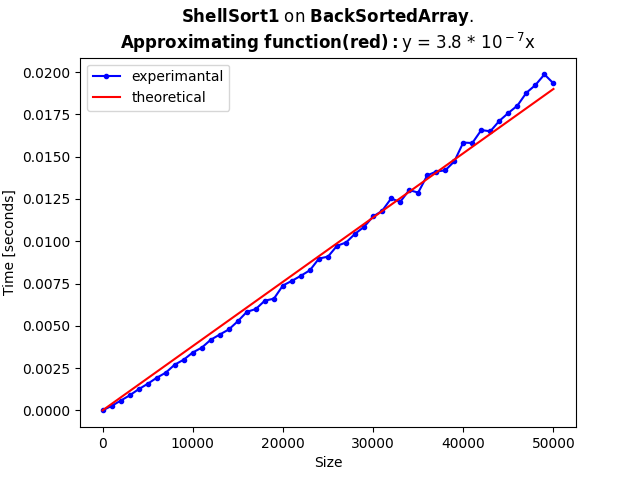 ShellSort1 on BackSortedArray.
Approximating function(red): y = 3.8 * 10⁻⁷x
experimantal
theoretical
0.0200
0.0175
0.0150
0.0125
0.0100
0.0075
0.0050
0.0025
0.0000
Time [seconds]
0 10000 20000 30000 40000 50000
Size